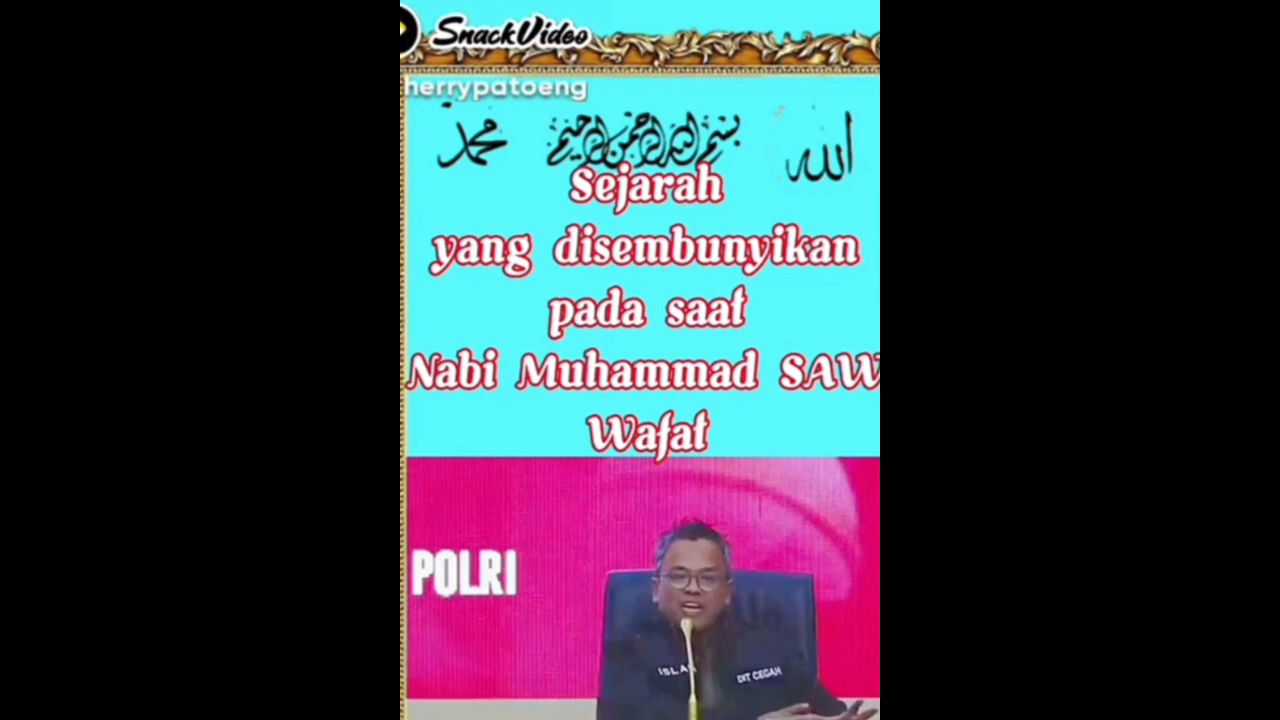 SnackVideo
herrypatoeng
محمد بسم الله الرحمن الرحيم الله
Sejarah
yang disembunyikan
pada saat
Nabi Muhammad SAW
Wafat
POLRI
ISLA DIT CEGAH